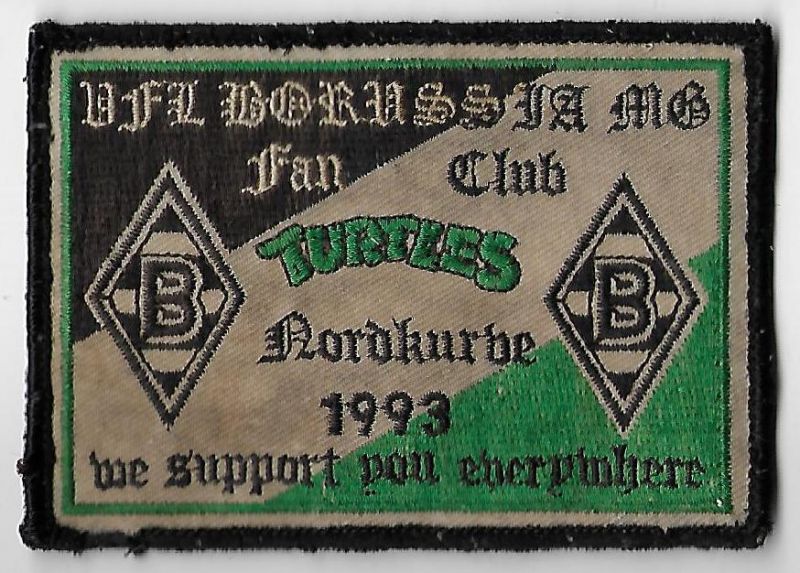 VFL BORUSSIA MG
Fan Club
TURTLES
B B
Nordkurve
1993
we support you everywhere